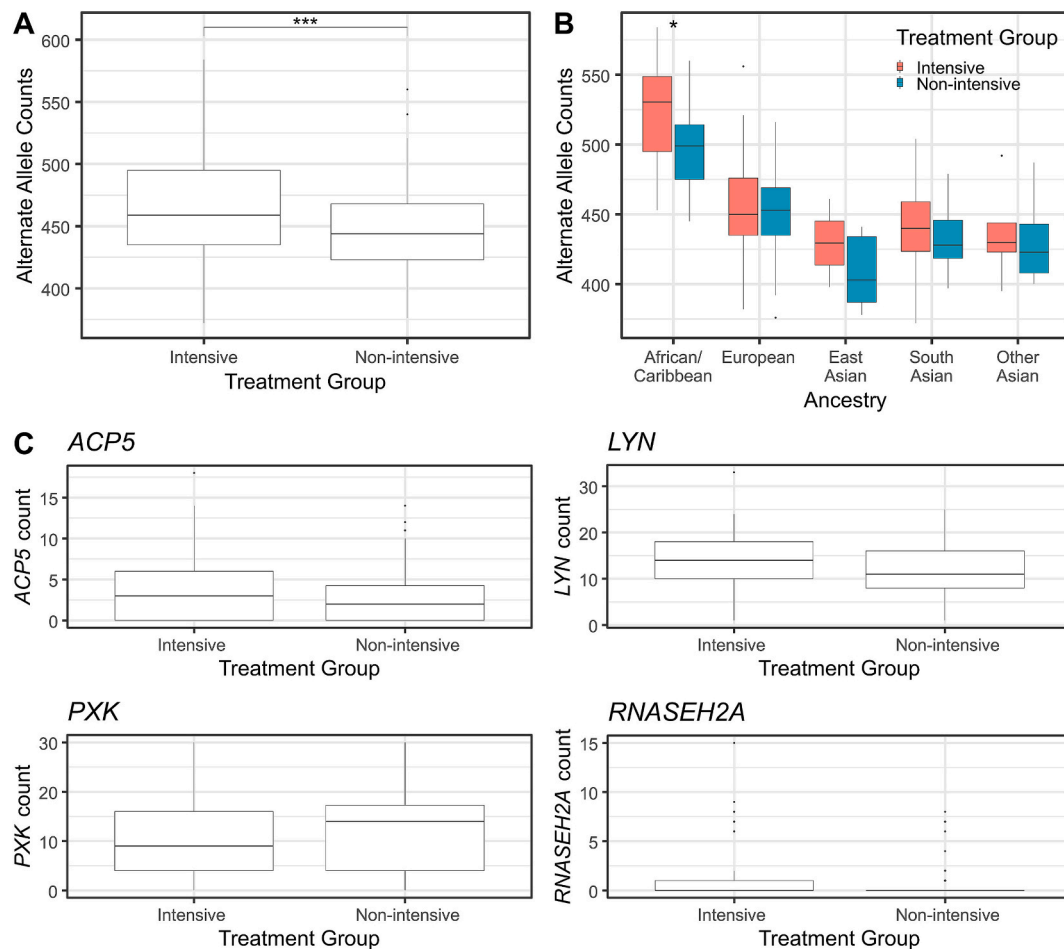 A
***
Alternate Allele Counts
600
550
500
450
400
Intensive
Non-intensive
Treatment Group
B
*
Treatment Group
Intensive
Non-intensive
Alternate Allele Counts
550
500
450
400
African/
Caribbean
European
East
Asian
South
Asian
Other
Asian
Ancestry
C
ACP5
ACP5 count
15
10
5
0
Intensive
Non-intensive
Treatment Group
LYN
LYN count
30
20
10
0
Intensive
Non-intensive
Treatment Group
PXK
PXK count
30
20
10
0
Intensive
Non-intensive
Treatment Group
RNASEH2A
RNASEH2A count
15
10
5
0
Intensive
Non-intensive
Treatment Group